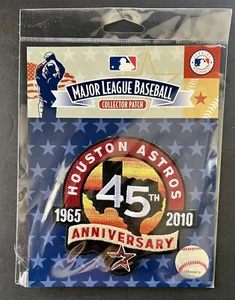 MAJOR LEAGUE BASEBALL
COLLECTOR PATCH
HOUSTON ASTROS
45TH
1965 2010
ANNIVERSARY